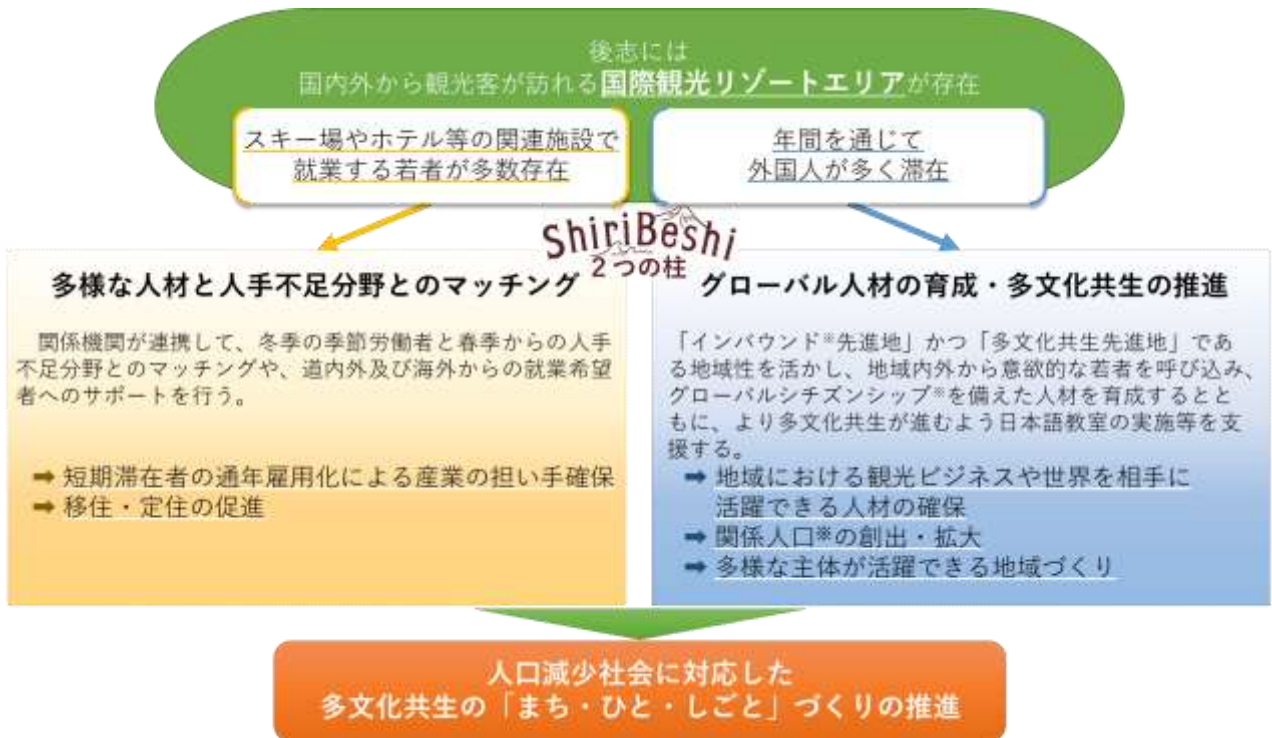 後志には
国内外から観光客が訪れる国際観光リゾートエリアが存在
スキー場やホテル等の関連施設で
就業する若者が多数存在
年間を通じて
外国人が多く滞在
ShiriBeshi
2つの柱
多様な人材と人手不足分野とのマッチング
関係機関が連携して、冬季の季節労働者と春季からの人手
不足分野とのマッチングや、道内外及び海外からの就業希望
者へのサポートを行う。
➡ 短期滞在者の通年雇用化による産業の担い手確保
➡ 移住・定住の促進
グローバル人材の育成・多文化共生の推進
「インバウンド※先進地」かつ「多文化共生先進地」であ
る地域性を活かし、地域内外から意欲的な若者を呼び込み、
グローバルシチズンシップ※を備えた人材を育成するとと
もに、より多文化共生が進むよう日本語教室の実施等を支
援する。
➡ 地域における観光ビジネスや世界を相手に
活躍できる人材の確保
➡ 関係人口※の創出・拡大
➡ 多様な主体が活躍できる地域づくり
人口減少社会に対応した
多文化共生の「まち・ひと・しごと」づくりの推進